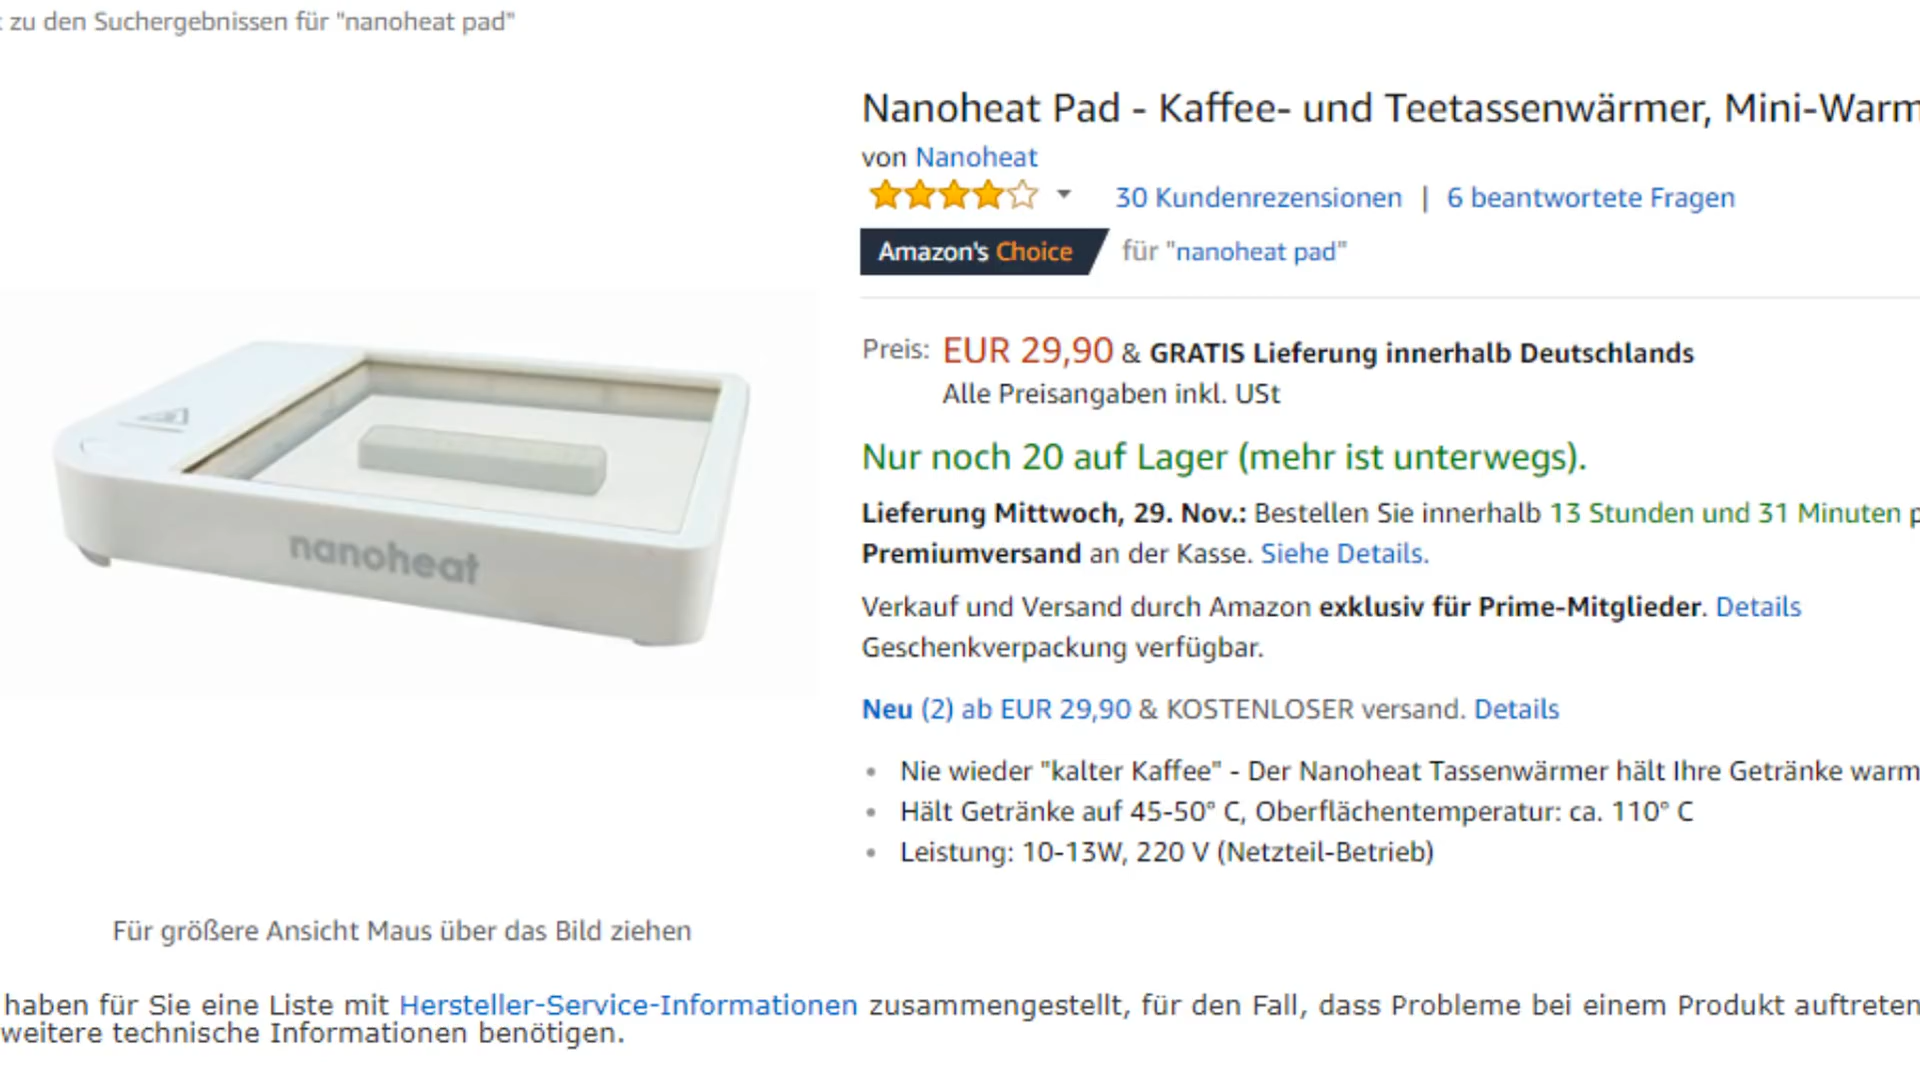 zu den Suchergebnissen für "nanoheat pad"
Nanoheat Pad - Kaffee- und Teetassenwärmer, Mini-Warm
von Nanoheat
30 Kundenrezensionen | 6 beantwortete Fragen
Amazon's Choice für "nanoheat pad"
Preis: EUR 29,90 & GRATIS Lieferung innerhalb Deutschlands
Alle Preisangaben inkl. USt
Nur noch 20 auf Lager (mehr ist unterwegs).
Lieferung Mittwoch, 29. Nov.: Bestellen Sie innerhalb 13 Stunden und 31 Minuten p
Premiumversand an der Kasse. Siehe Details.
Verkauf und Versand durch Amazon exklusiv für Prime-Mitglieder. Details
Geschenkverpackung verfügbar.
Neu (2) ab EUR 29,90 & KOSTENLOSER versand. Details
• Nie wieder "kalter Kaffee" - Der Nanoheat Tassenwärmer hält Ihre Getränke warm
• Hält Getränke auf 45-50° C, Oberflächentemperatur: ca. 110° C
• Leistung: 10-13W, 220 V (Netzteil-Betrieb)
nanoheat
Für größere Ansicht Maus über das Bild ziehen
haben für Sie eine Liste mit Hersteller-Service-Informationen zusammengestellt, für den Fall, dass Probleme bei einem Produkt auftreten
weitere technische Informationen benötigen.